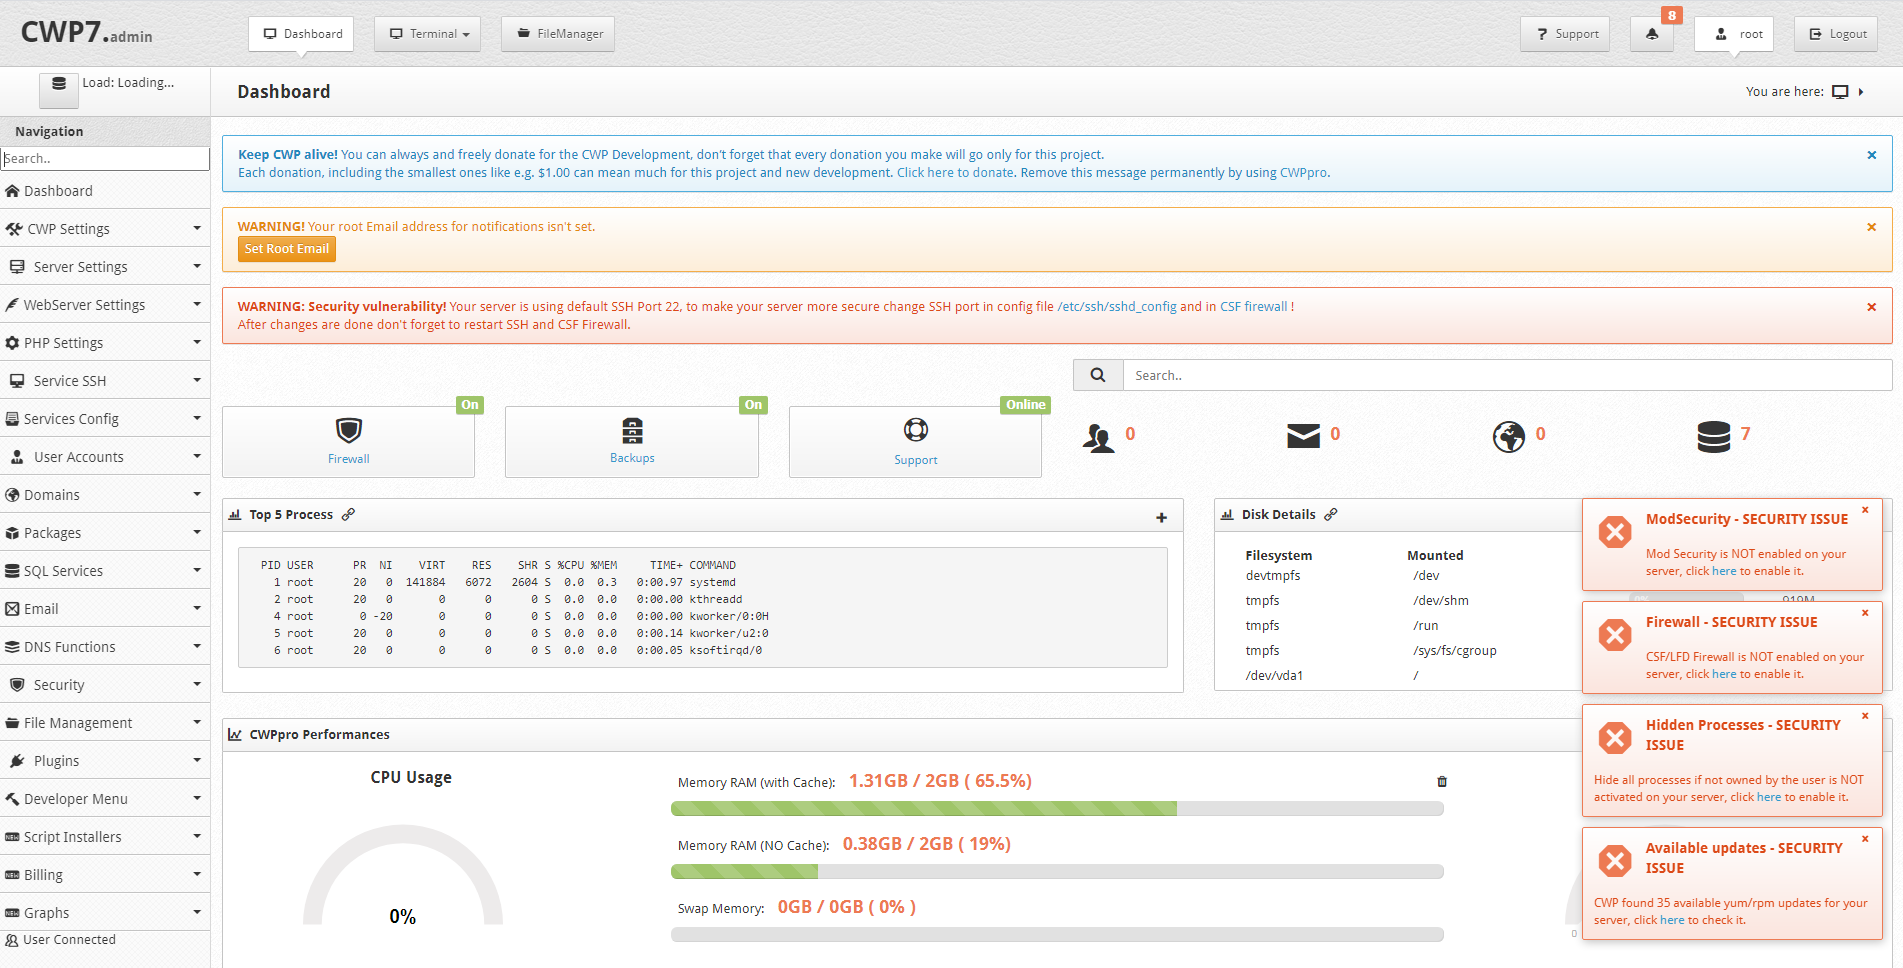 CWP7.admin
Dashboard
Terminal
FileManager
Support
8
root
Logout
Load: Loading...
Dashboard
You are here:
Navigation
Search..
Dashboard
CWP Settings
Server Settings
WebServer Settings
PHP Settings
Service SSH
Services Config
User Accounts
Domains
Packages
SQL Services
Email
DNS Functions
Security
File Management
Plugins
Developer Menu
NEW Script Installers
NEW Billing
NEW Graphs
User Connected
Keep CWP alive! You can always and freely donate for the CWP Development, don't forget that every donation you make will go only for this project.
Each donation, including the smallest ones like e.g. $1.00 can mean much for this project and new development. Click here to donate. Remove this message permanently by using CWPpro.
WARNING! Your root Email address for notifications isn't set.
Set Root Email
WARNING: Security vulnerability! Your server is using default SSH Port 22, to make your server more secure change SSH port in config file /etc/ssh/sshd_config and in CSF firewall !
After changes are done don't forget to restart SSH and CSF Firewall.
Search..
On
Firewall
On
Backups
Online
Support
0
0
0
7
Top 5 Process
PID USER PR NI VIRT RES SHR S %CPU %MEM TIME+ COMMAND
1 root 20 0 141884 6072 2604 S 0.0 0.3 0:00.97 systemd
2 root 20 0 0 0 0 S 0.0 0.0 0:00.00 kthreadd
4 root 0 -20 0 0 0 S 0.0 0.0 0:00.00 kworker/0:0H
5 root 20 0 0 0 0 S 0.0 0.0 0:00.14 kworker/u2:0
6 root 20 0 0 0 0 S 0.0 0.0 0:00.05 ksoftirqd/0
Disk Details
Filesystem Mounted
devtmpfs /dev
tmpfs /dev/shm 0% 919M
tmpfs /run
tmpfs /sys/fs/cgroup
/dev/vda1 /
ModSecurity - SECURITY ISSUE
Mod Security is NOT enabled on your
server, click here to enable it.
Firewall - SECURITY ISSUE
CSF/LFD Firewall is NOT enabled on your
server, click here to enable it.
Hidden Processes - SECURITY
ISSUE
Hide all processes if not owned by the user is NOT
activated on your server, click here to enable it.
Available updates - SECURITY
ISSUE
CWP found 35 available yum/rpm updates for your
server, click here to check it.
CWPpro Performances
CPU Usage
0%
Memory RAM (with Cache): 1.31GB / 2GB ( 65.5%)
Memory RAM (NO Cache): 0.38GB / 2GB ( 19%)
Swap Memory: 0GB / 0GB ( 0% )
0